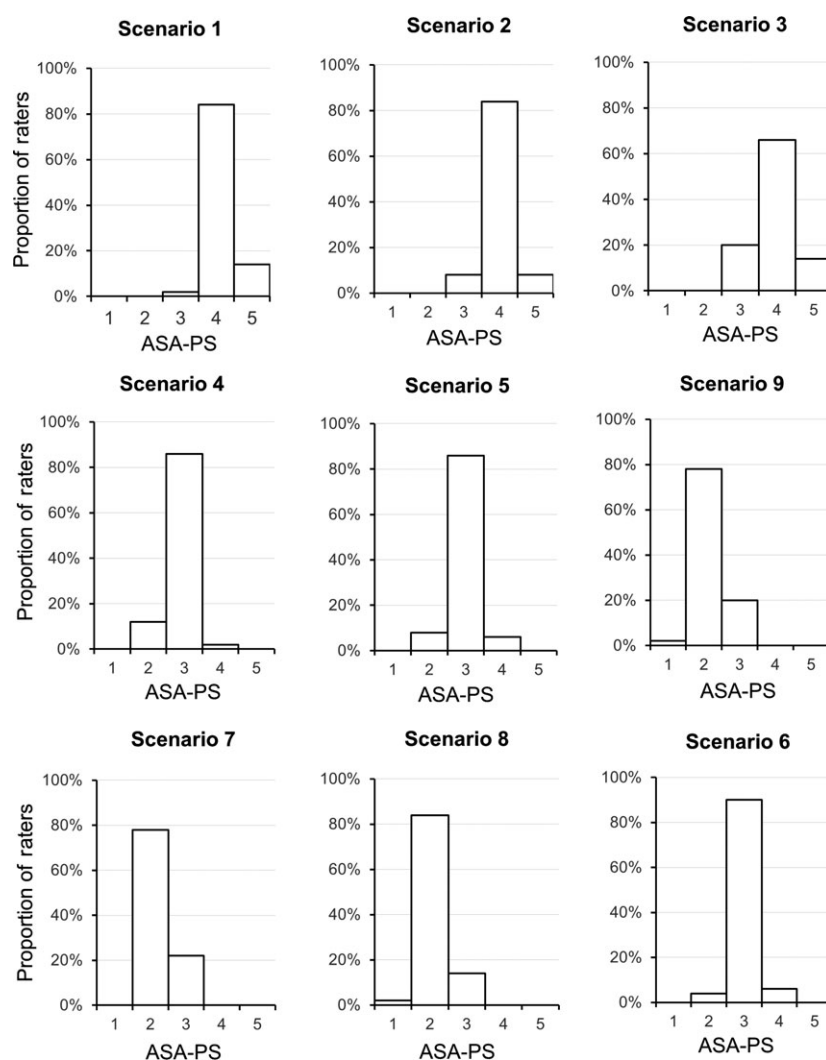 Scenario 1
Proportion of raters
100%
80%
60%
40%
20%
0%
1 2 3 4 5
ASA-PS
Scenario 2
100%
80%
60%
40%
20%
0%
1 2 3 4 5
ASA-PS
Scenario 3
100%
80%
60%
40%
20%
0%
1 2 3 4 5
ASA-PS
Scenario 4
Proportion of raters
100%
80%
60%
40%
20%
0%
1 2 3 4 5
ASA-PS
Scenario 5
100%
80%
60%
40%
20%
0%
1 2 3 4 5
ASA-PS
Scenario 9
100%
80%
60%
40%
20%
0%
1 2 3 4 5
ASA-PS
Scenario 7
Proportion of raters
100%
80%
60%
40%
20%
0%
1 2 3 4 5
ASA-PS
Scenario 8
100%
80%
60%
40%
20%
0%
1 2 3 4 5
ASA-PS
Scenario 6
100%
80%
60%
40%
20%
0%
1 2 3 4 5
ASA-PS